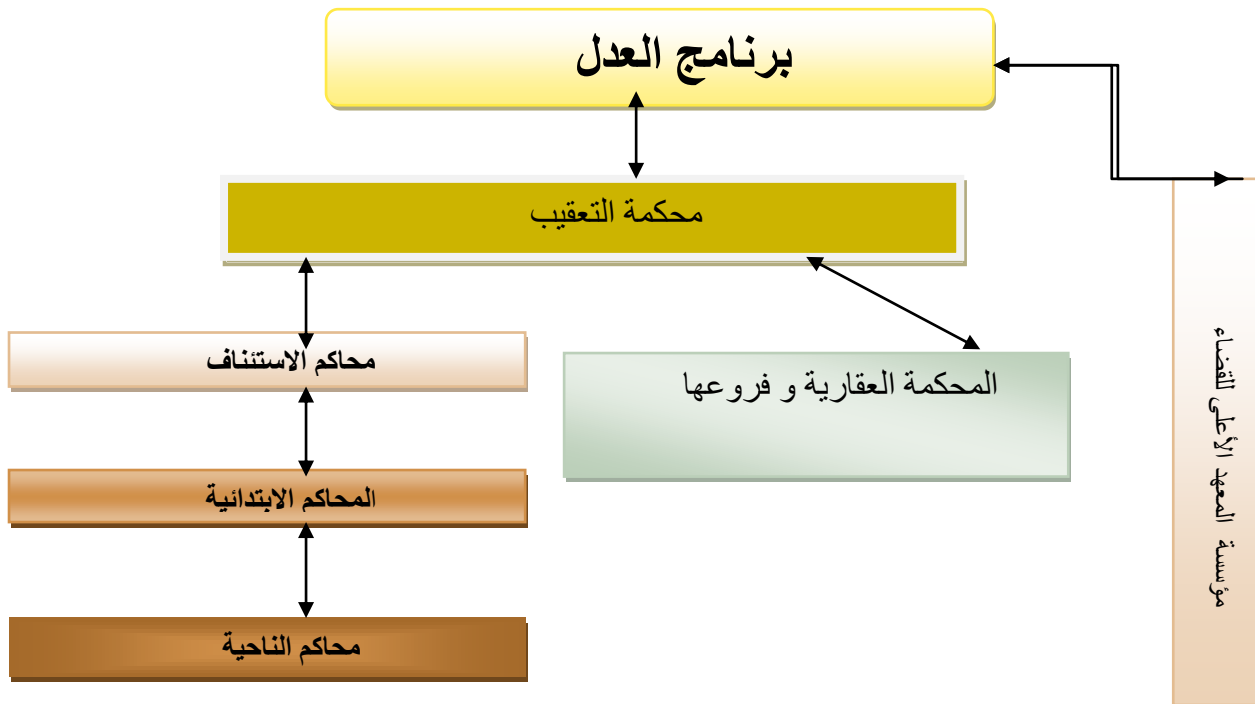 برنامج العدل
محكمة التعقيب
محاكم الاستئناف
المحكمة العقارية و فروعها
المحاكم الابتدائية
محاكم الناحية
مؤسسة المعهد الأعلى للقضاء